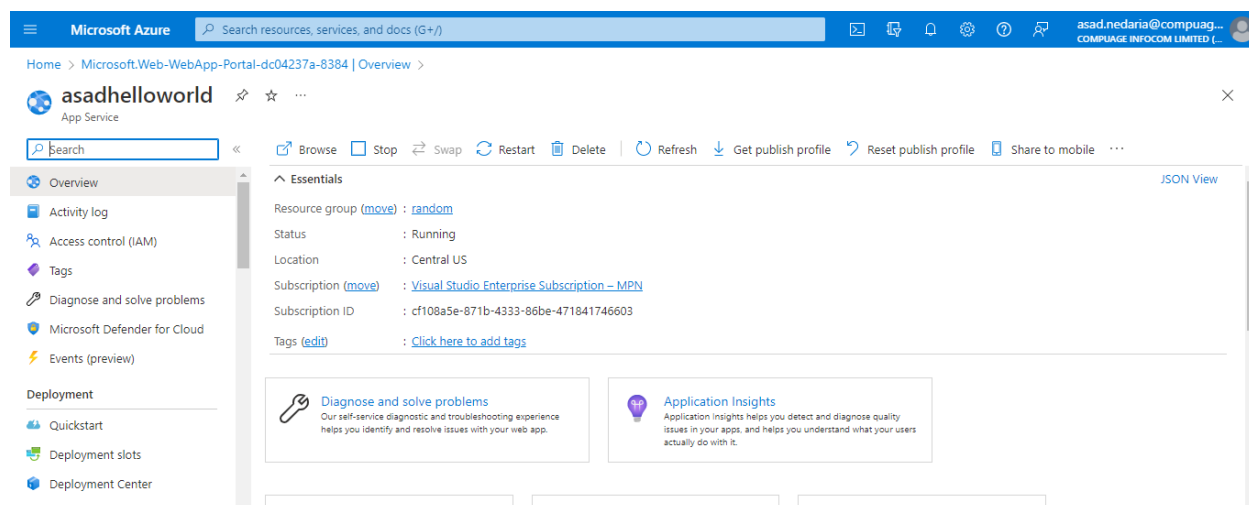 Microsoft Azure
Search resources, services, and docs (G+/)
asad.nedaria@compuag...
COMPUAGE INFOCOM LIMITED (...
Home > Microsoft.Web-WebApp-Portal-dc04237a-8384 | Overview >
asadhelloworld
App Service
Search
«
Browse Stop Swap Restart Delete Refresh Get publish profile Reset publish profile Share to mobile ...
Overview
Activity log
Access control (IAM)
Tags
Diagnose and solve problems
Microsoft Defender for Cloud
Events (preview)
Deployment
Quickstart
Deployment slots
Deployment Center
Essentials
JSON View
Resource group (move) : random
Status : Running
Location : Central US
Subscription (move) : Visual Studio Enterprise Subscription – MPN
Subscription ID : cf108a5e-871b-4333-86be-471841746603
Tags (edit) : Click here to add tags
Diagnose and solve problems
Our self-service diagnostic and troubleshooting experience
helps you identify and resolve issues with your web app.
Application Insights
Application Insights helps you detect and diagnose quality
issues in your apps, and helps you understand what your users
actually do with it.